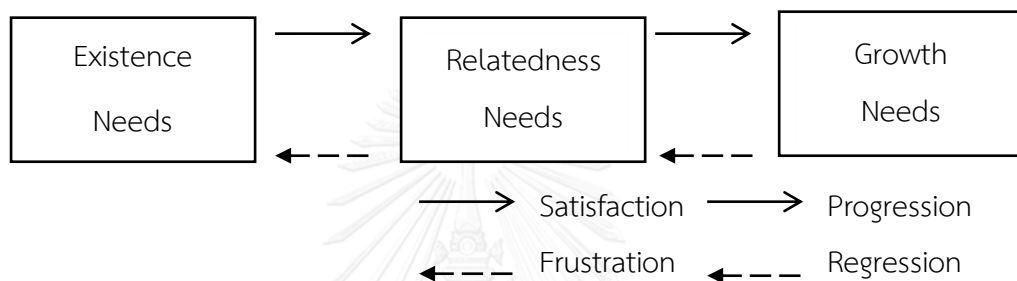 Existence
Needs
Relatedness
Needs
Growth
Needs
Satisfaction
Progression
Frustration
Regression